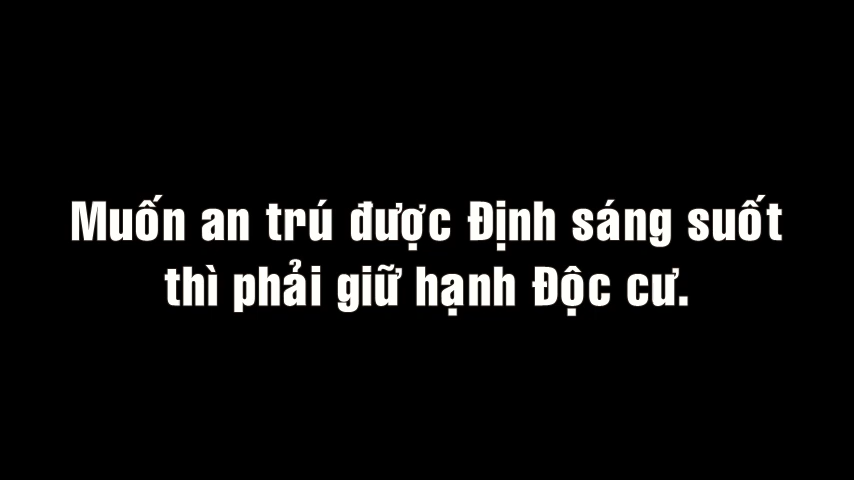 Muốn an trú được Định sáng suốt
thì phải giữ hạnh Độc cư.